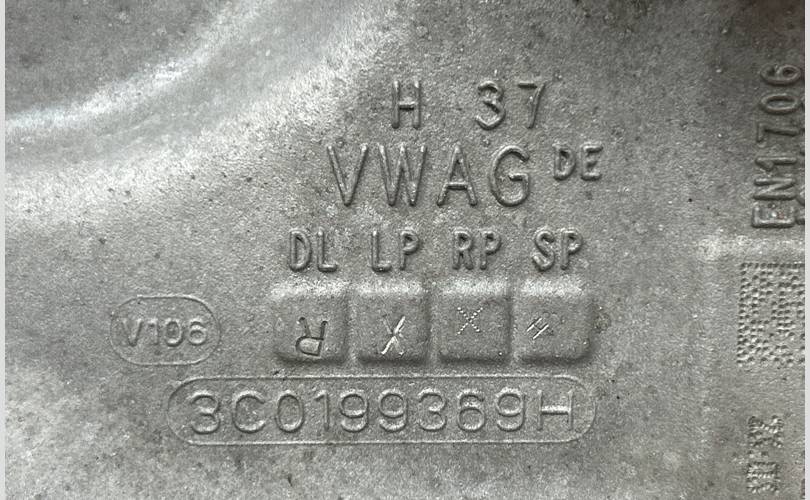 H 37
VWAG DE
DL LP RP SP
R X X
V106
3C0199369H
EN1706